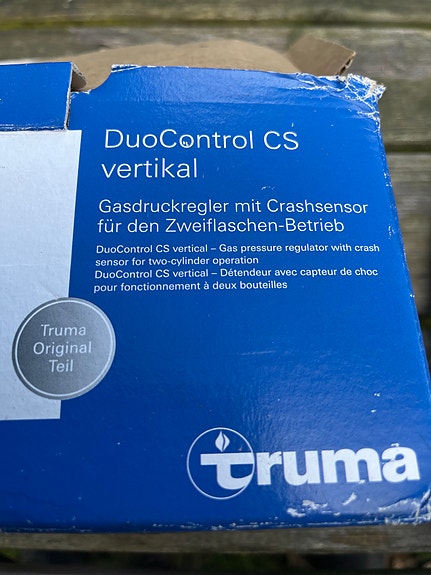 DuoControl CS
vertikal
Gasdruckregler mit Crashsensor
für den Zweiflaschen-Betrieb
DuoControl CS vertical – Gas pressure regulator with crash
sensor for two-cylinder operation
DuoControl CS vertical – Détendeur avec capteur de choc
pour fonctionnement à deux bouteilles
Truma
Original
Teil
truma